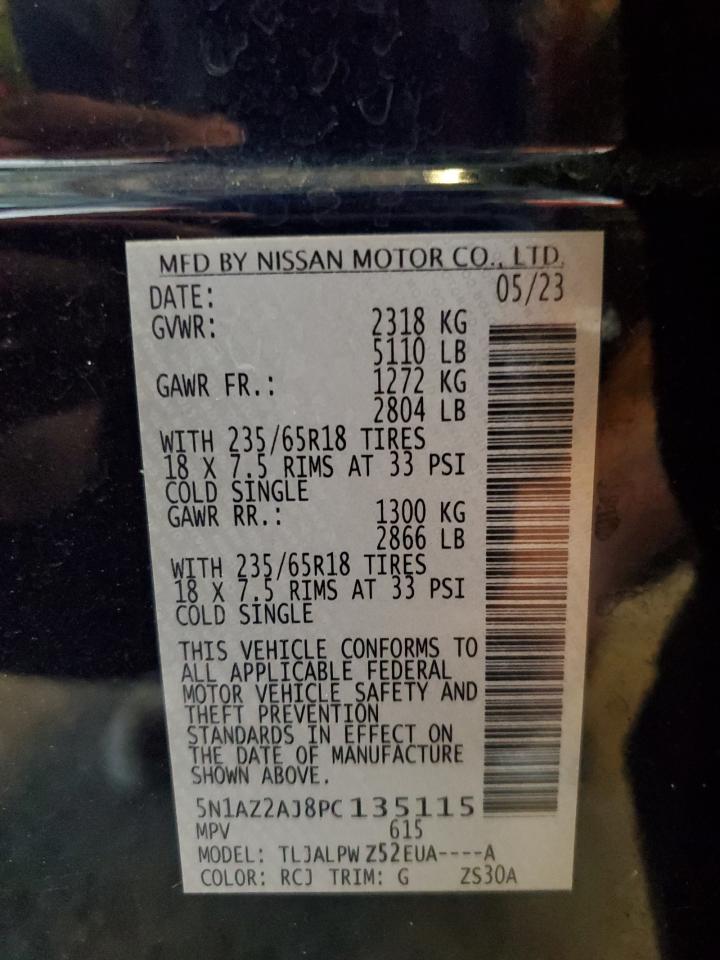 MFD BY NISSAN MOTOR CO., LTD.
DATE: 05/23
GVWR: 2318 KG
5110 LB
GAWR FR.: 1272 KG
2804 LB
WITH 235/65R18 TIRES
18 X 7.5 RIMS AT 33 PSI
COLD SINGLE
GAWR RR.: 1300 KG
2866 LB
WITH 235/65R18 TIRES
18 X 7.5 RIMS AT 33 PSI
COLD SINGLE
THIS VEHICLE CONFORMS TO
ALL APPLICABLE FEDERAL
MOTOR VEHICLE SAFETY AND
THEFT PREVENTION
STANDARDS IN EFFECT ON
THE DATE OF MANUFACTURE
SHOWN ABOVE.
5N1AZ2AJ8PC135115
MPV 615
MODEL: TLJALPWZ52EUA----A
COLOR: RCJ TRIM: G ZS30A